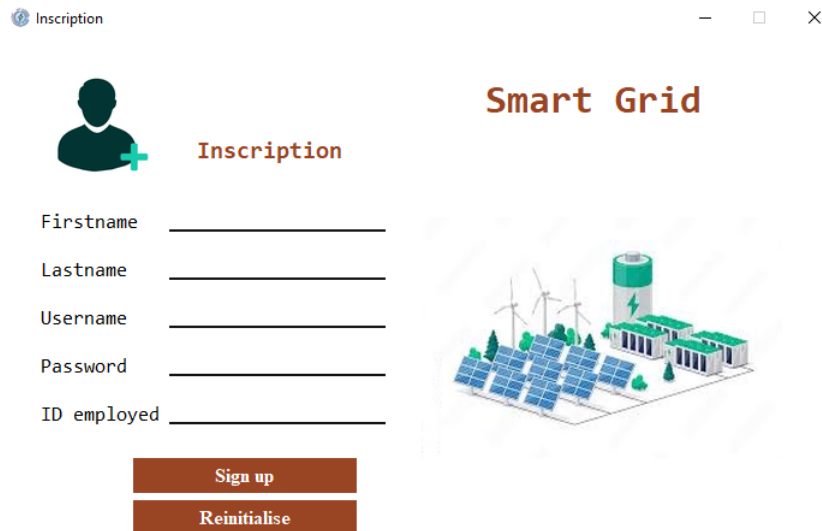 Inscription
Smart Grid
Inscription
Firstname
Lastname
Username
Password
ID employed
Sign up
Reinitialise